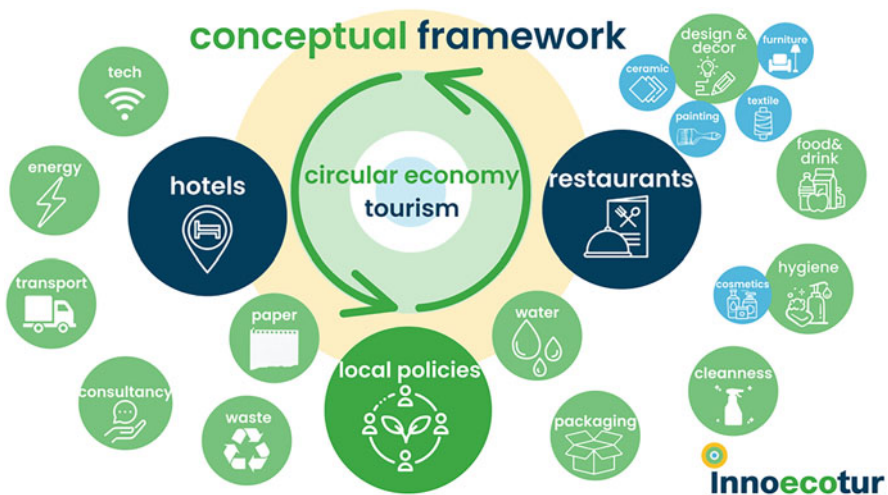 conceptual framework
design &
decor
furniture
ceramic
painting
textile
tech
energy
hotels
circular economy
tourism
restaurants
food&
drink
transport
paper
water
cosmetics
hygiene
consultancy
waste
local policies
packaging
cleanness
Innoecotur